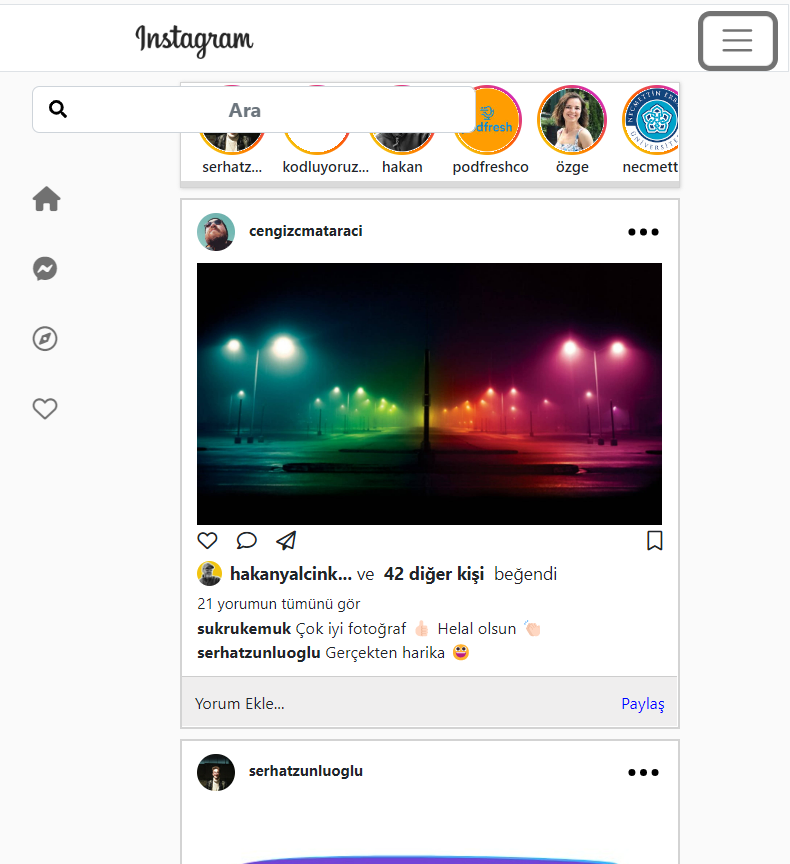 Instagram
Ara
dfresh
serhatz... kodluyoruz... hakan podfreshco özge necmett
cengizcmataraci
hakanyalcink... ve 42 diğer kişi beğendi
21 yorumun tümünü gör
sukrukemuk Çok iyi fotoğraf 👍🏻 Helal olsun 👏🏻
serhatzunluoglu Gerçekten harika 😀
Yorum Ekle... Paylaş
serhatzunluoglu